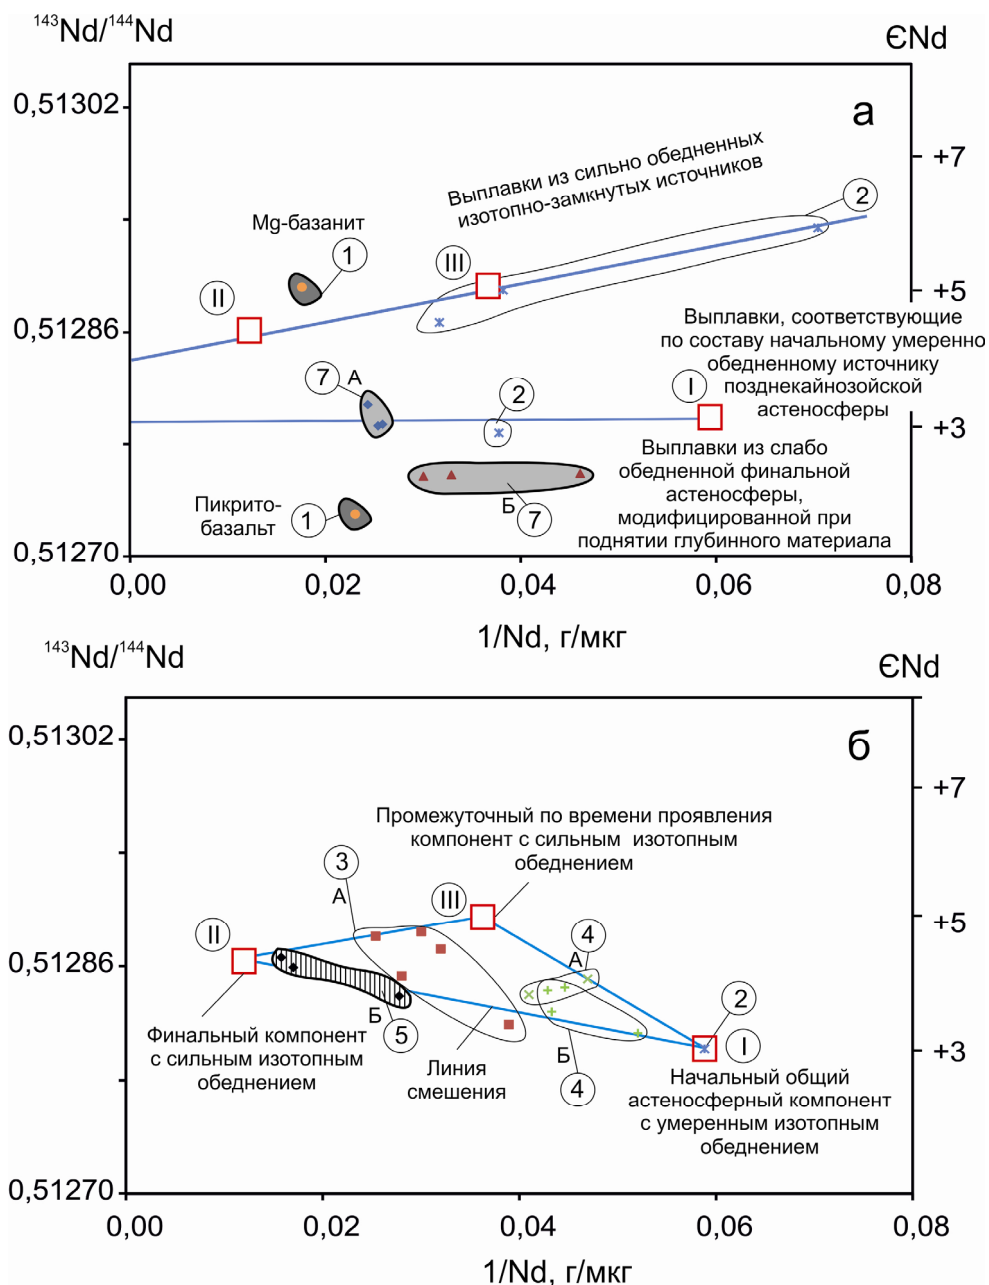 143Nd/144Nd
ЄNd
0,51302
а
+7
Выплавки из сильно обедненных
изотопно-замкнутых источников
2
Mg-базанит
1
III
II
+5
0,51286
Выплавки, соответствующие
по составу начальному умеренно
обедненному источнику
позднекайнозойской
астеносферы
7
А
2
I
+3
Выплавки из слабо
обедненной финальной
астеносферы,
модифицированной при
поднятии глубинного материала
Б
7
Пикрито-
базальт
1
0,51270
0,00
0,02
0,04
0,06
0,08
1/Nd, г/мкг
143Nd/144Nd
ЄNd
0,51302
б
+7
Промежуточный по времени проявления
компонент с сильным изотопным
обеднением
3
А
III
+5
II
4
А
0,51286
2
Б
5
I
+3
Финальный компонент
с сильным изотопным
обеднением
Линия
смешения
Б
4
Начальный общий
астеносферный компонент
с умеренным изотопным
обеднением
0,51270
0,00
0,02
0,04
0,06
0,08
1/Nd, г/мкг